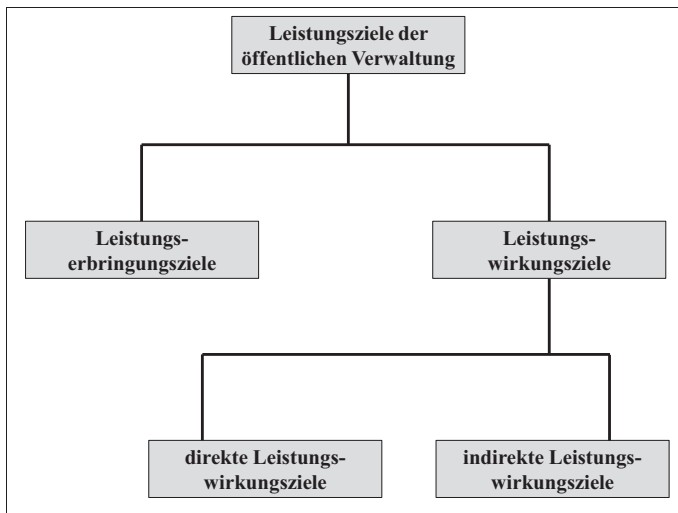 Leistungsziele der
öffentlichen Verwaltung
Leistungs-
erbringungsziele
Leistungs-
wirkungsziele
direkte Leistungs-
wirkungsziele
indirekte Leistungs-
wirkungsziele